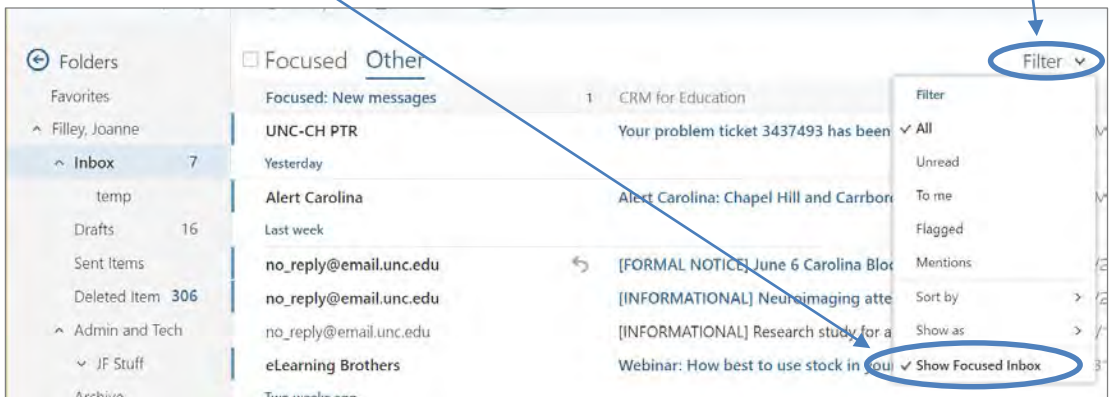 Folders
Focused Other
Filter
Favorites
Focused: New messages 1 CRM for Education
Filter
Filley, Joanne
UNC-CH PTR Your problem ticket 3437493 has been
All
Inbox 7
Yesterday
Unread
temp
Alert Carolina Alert Carolina: Chapel Hill and
To me
Drafts 16
Last week
Flagged
Sent Items
no_reply@email.unc.edu [FORMAL NOTICE] June 6 Carolina
Mentions
Deleted Item 306
no_reply@email.unc.edu [INFORMATIONAL] Neuroimaging
Sort by
Admin and Tech
no_reply@email.unc.edu [INFORMATIONAL] Research study for a
Show as
JF Stuff
eLearning Brothers Webinar: How best to use stock in
Show Focused Inbox